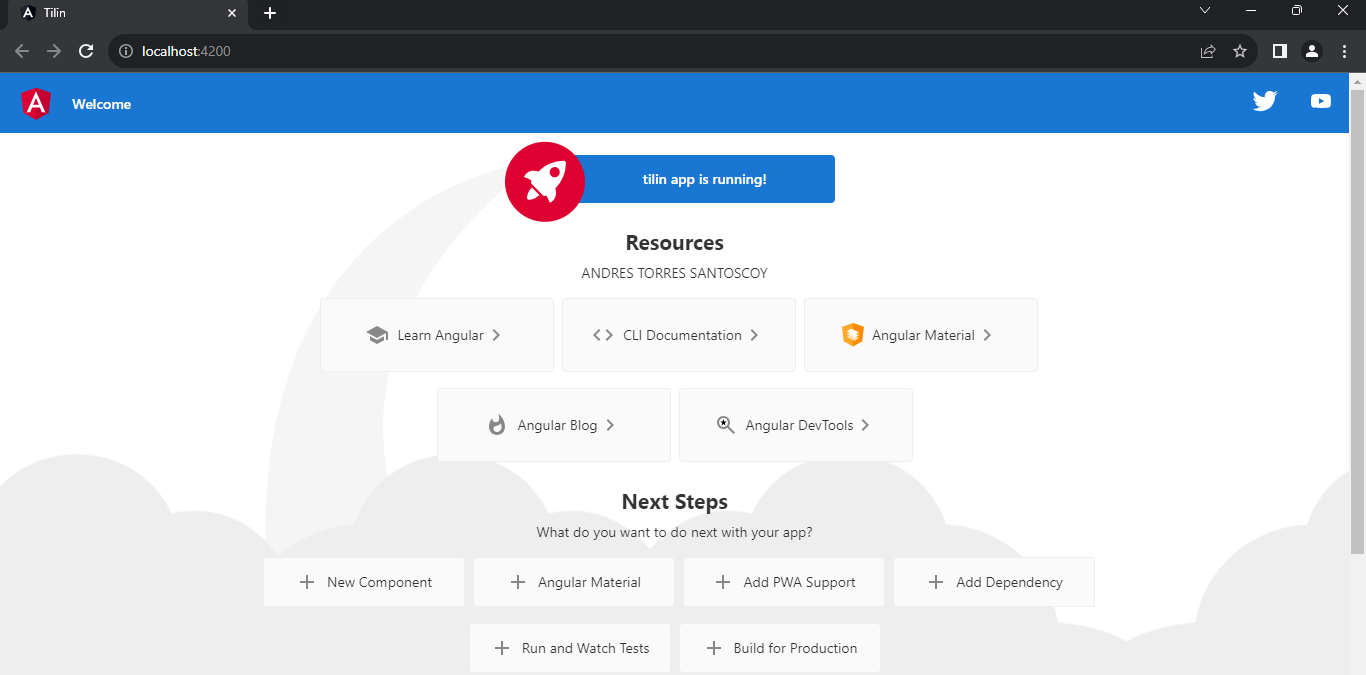 Tilin
localhost:4200
Welcome
tilin app is running!
Resources
ANDRES TORRES SANTOSCOY
Learn Angular
CLI Documentation
Angular Material
Angular Blog
Angular DevTools
Next Steps
What do you want to do next with your app?
New Component
Angular Material
Add PWA Support
Add Dependency
Run and Watch Tests
Build for Production